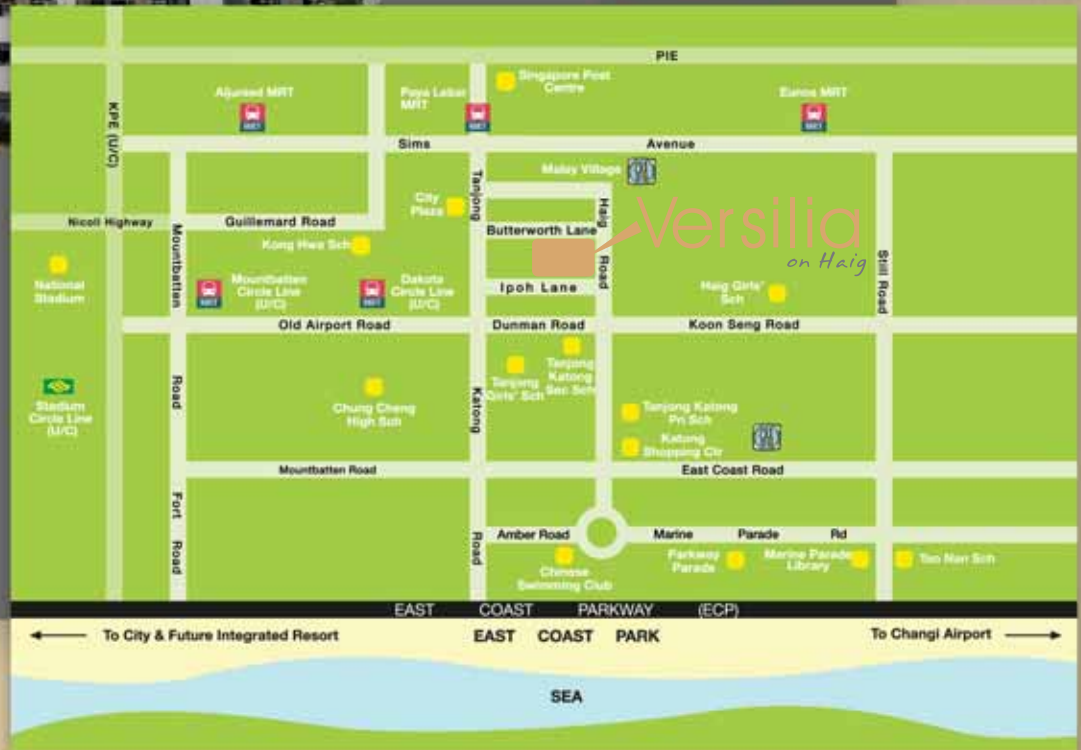 PIE
Singapore Post
Centre
Aljunied MRT
Paya Lebar
MRT
Eunos MRT
MRT
MRT
MRT
KPE (U/C)
Sims
Avenue
Malay Village
Tanjong
City
Plaza
Haig
Versilia
on Haig
Nicoll Highway
Guillemard Road
Butterworth Lane
Mountbatten
Kong Hwa Sch
Road
Still Road
National
Stadium
MRT
Mountbatten
Circle Line
(U/C)
MRT
Dakota
Circle Line
(U/C)
Ipoh Lane
Haig Girls'
Sch
Old Airport Road
Dunman Road
Koon Seng Road
Tanjong
Girls' Sch
Tanjong
Katong
Sec Sch
Stadium
Circle Line
(U/C)
Road
Chung Cheng
High Sch
Katong
Tanjong Katong
Pri Sch
Katong
Shopping Ctr
Mountbatten Road
East Coast Road
Fort
Road
Road
Amber Road
Marine Parade Rd
Chinese
Swimming Club
Parkway
Parade
Marine Parade
Library
Tao Nan Sch
EAST COAST PARKWAY (ECP)
To City & Future Integrated Resort
EAST COAST PARK
To Changi Airport
SEA